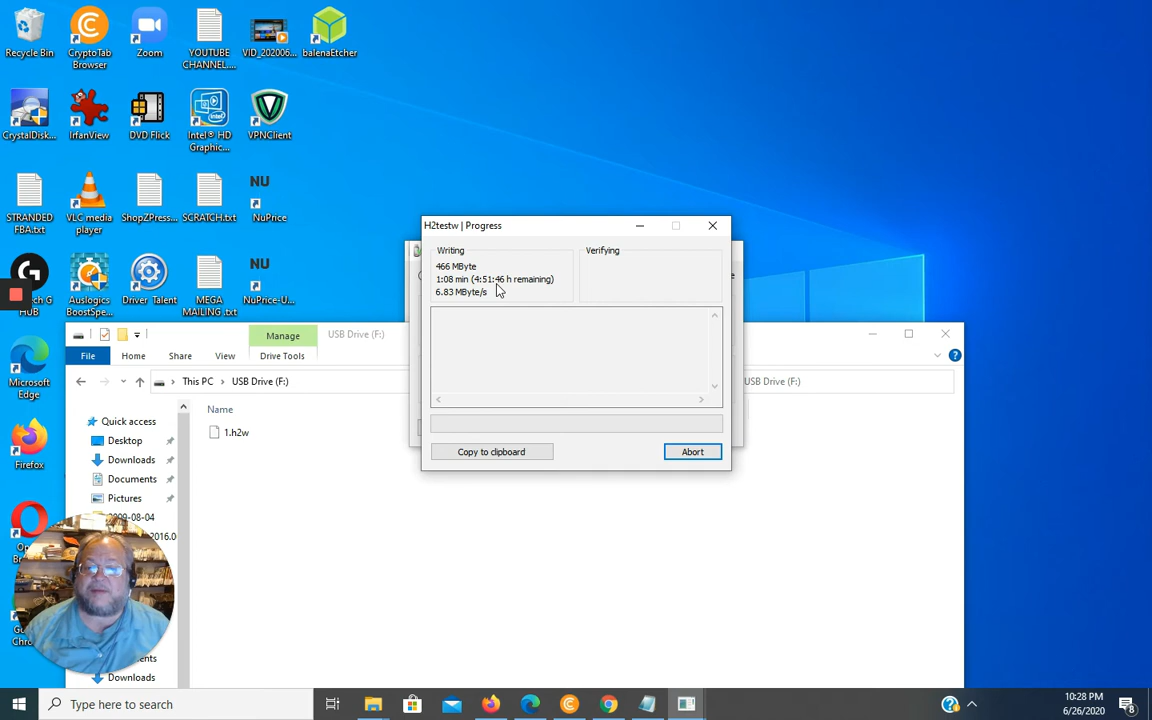 Recycle Bin
CryptoTab
Browser
Zoom
YOUTUBE
CHANNEL....
VID_202006...
balenaEtcher
CrystalDisk...
IrfanView
DVD Flick
Intel® HD
Graphic...
VPNClient
STRANDED
FBA.txt
VLC media
player
ShopZPress...
SCRATCH.txt
NU
NuPrice
G HUB
Auslogics
BoostSpe...
Driver Talent
MEGA
MAILING .txt
NU
NuPrice-U...
Microsoft
Edge
Firefox
H2testw | Progress
Writing
466 MByte
1:08 min (4:51:46 h remaining)
6.83 MByte/s
Verifying
Copy to clipboard
Abort
Manage
USB Drive (F:)
File
Home
Share
View
Drive Tools
This PC
USB Drive (F:)
USB Drive (F:)
Name
1.h2w
Quick access
Desktop
Downloads
Documents
Pictures
2009-08-04
2016.0
Downloads
Type here to search
10:28 PM
6/26/2020
8